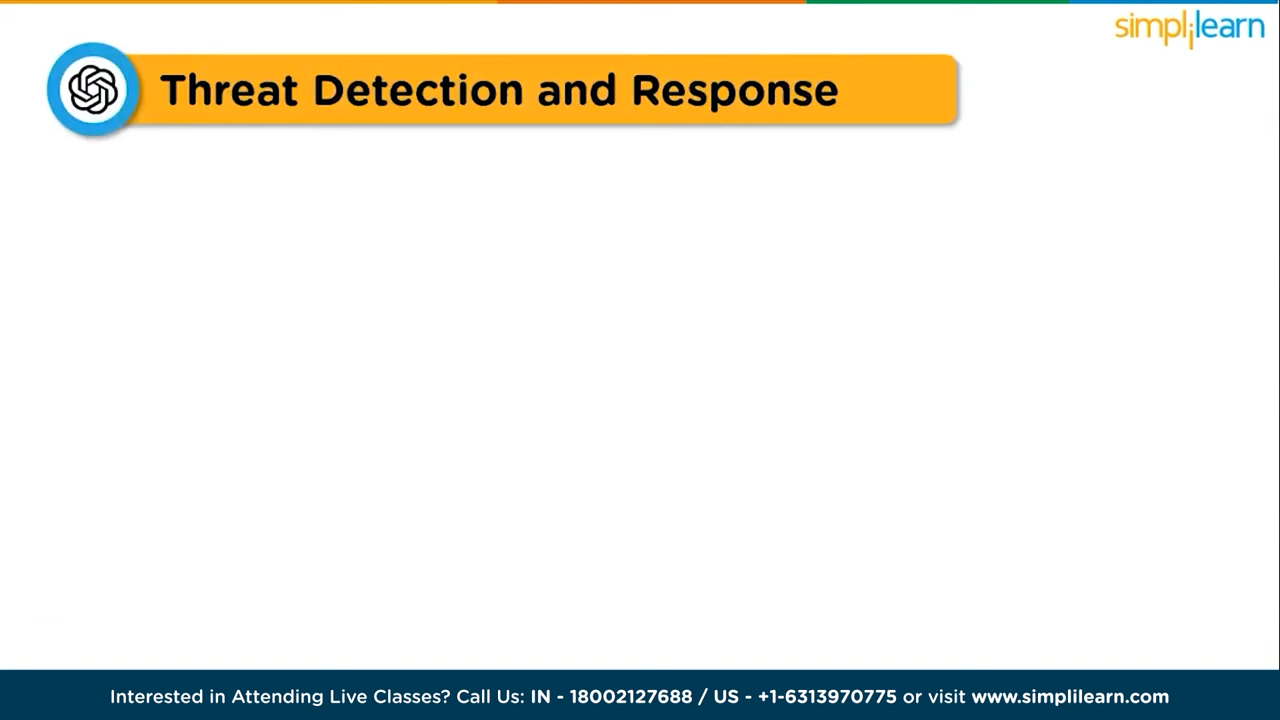 simplilearn
Threat Detection and Response
Interested in Attending Live Classes? Call Us: IN - 18002127688 / US - +1-6313970775 or visit www.simplilearn.com